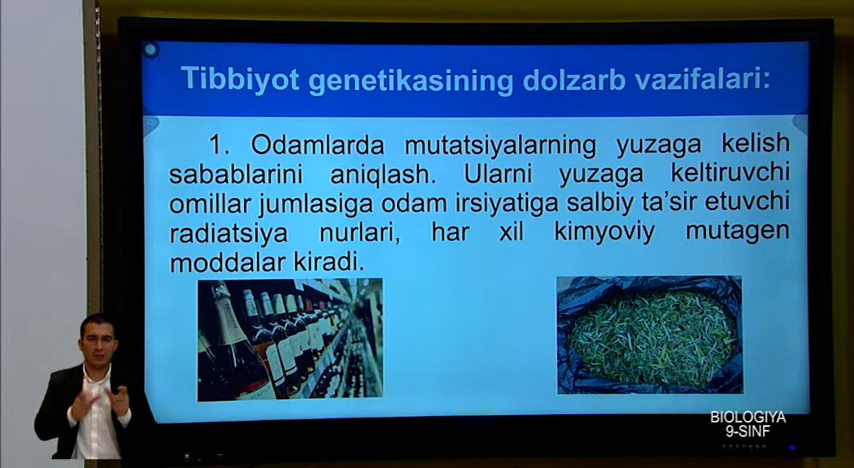 Tibbiyot genetikasining dolzarb vazifalari:
1. Odamlarda mutatsiyalarning yuzaga kelish
sabablarini aniqlash. Ularni yuzaga keltiruvchi
omillar jumlasiga odam irsiyatiga salbiy ta’sir etuvchi
radiatsiya nurlari, har xil kimyoviy mutagen
moddalar kiradi.
BIOLOGIYA
9-SINF